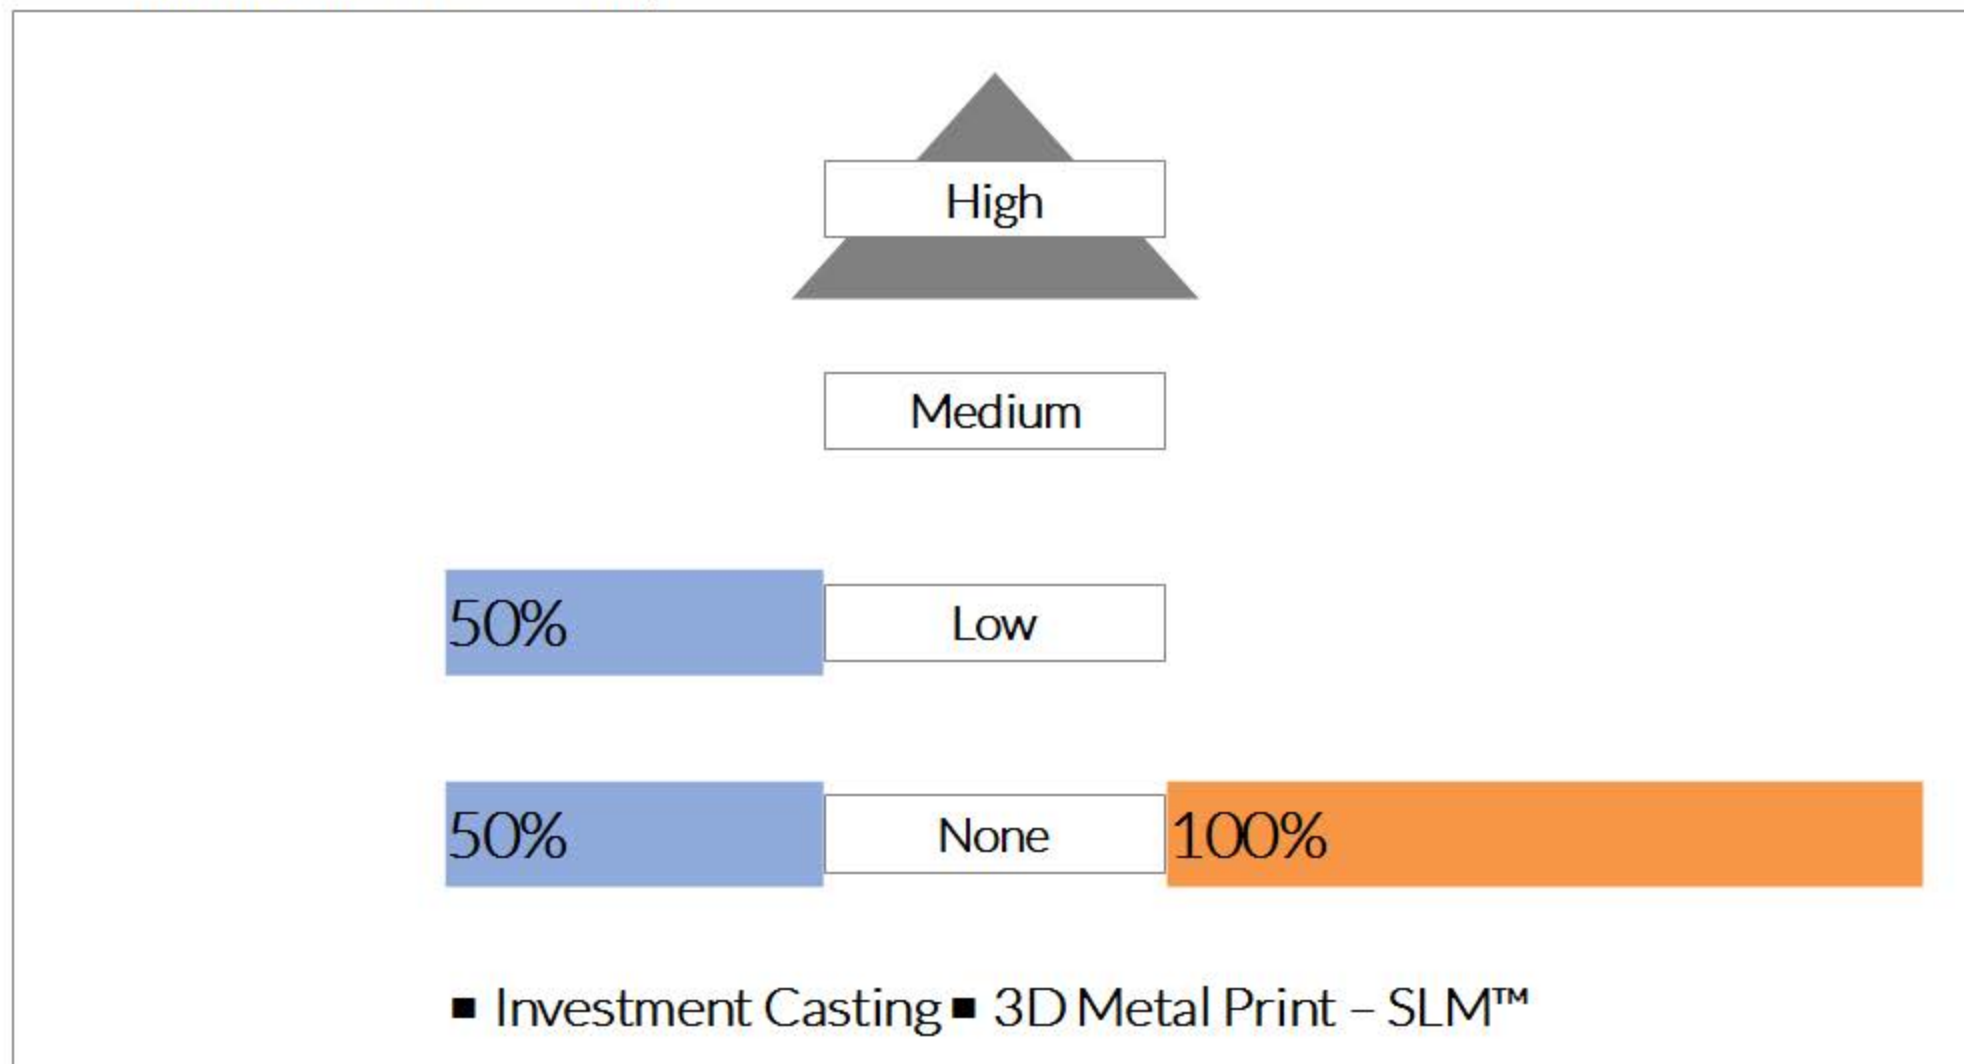 High
Medium
50% Low
50% None 100%
■ Investment Casting ■ 3D Metal Print – SLM™